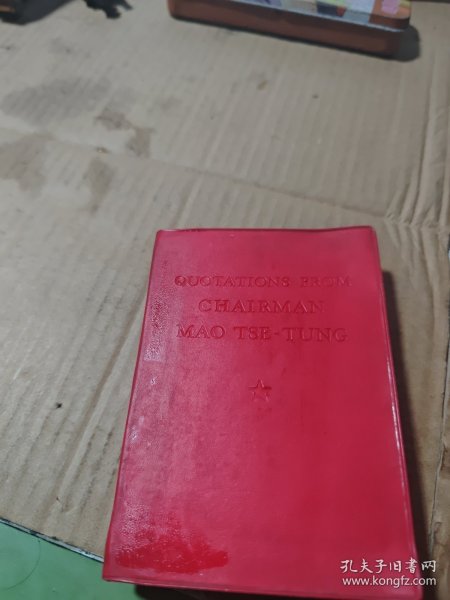 QUOTATIONS FROM
CHAIRMAN
MAO TSE-TUNG
孔夫子旧书网
www.kongfz.com